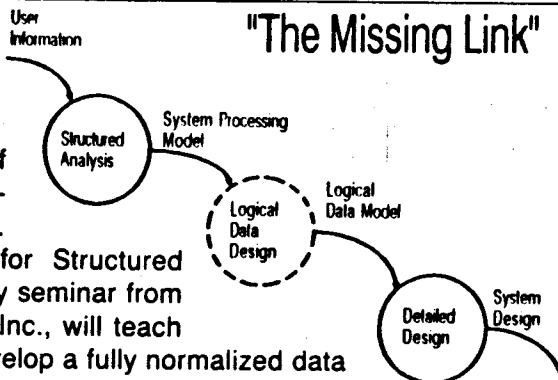 "The Missing Link"
User
Information
Structured
Analysis
System Processing
Model
Logical
Data
Design
Logical
Data Model
Detailed
Design
System
Design
f
for Structured
y seminar from
Inc., will teach
elop a fully normalized data